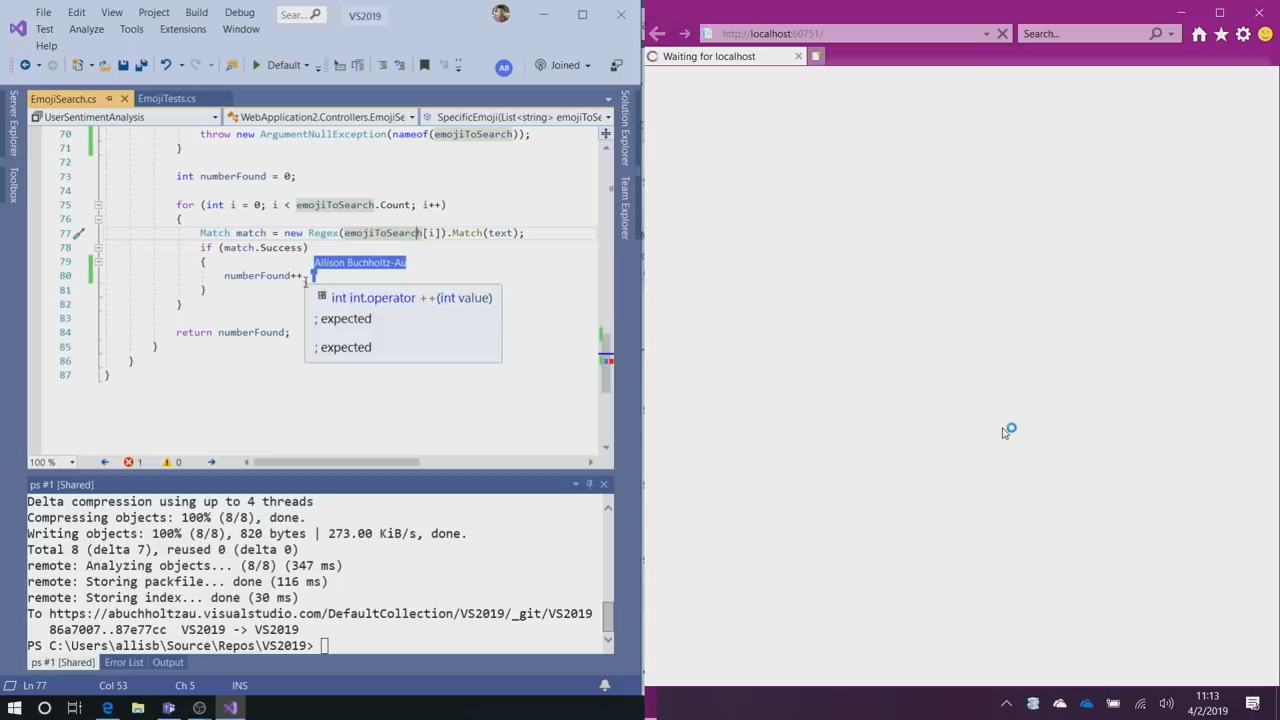 File Edit View Project Build Debug Sear... VS2019
Test Analyze Tools Extensions Window
Help
Default AB Joined
EmojiSearch.cs EmojiTests.cs
UserSentimentAnalysis WebApplication2.Controllers.EmojiSe SpecificEmoji(List<string> emojiToSe
Server Explorer
Toolbox
Solution Explorer
Team Explorer
70 throw new ArgumentNullException(nameof(emojiToSearch));
71 }
72
73 int numberFound = 0;
74
75 for (int i = 0; i < emojiToSearch.Count; i++)
76 {
77 Match match = new Regex(emojiToSearch[i]).Match(text);
78 if (match.Success)
79 {
Allison Buchholtz-Au
80 numberFound++
81 }
82 }
83
84 return numberFound;
85 }
86 }
87 }
int int.operator ++(int value)
; expected
; expected
100 % 1 0
ps #1 [Shared]
Delta compression using up to 4 threads
Compressing objects: 100% (8/8), done.
Writing objects: 100% (8/8), 820 bytes | 273.00 KiB/s, done.
Total 8 (delta 7), reused 0 (delta 0)
remote: Analyzing objects... (8/8) (347 ms)
remote: Storing packfile... done (116 ms)
remote: Storing index... done (30 ms)
To https://abuchholtzau.visualstudio.com/DefaultCollection/VS2019/_git/VS2019
86a7007..87e77cc VS2019 -> VS2019
PS C:\Users\allisb\Source\Repos\VS2019>
ps #1 [Shared] Error List Output
Ln 77 Col 53 Ch 5 INS
http://localhost:60751/ Search...
Waiting for localhost
11:13
4/2/2019